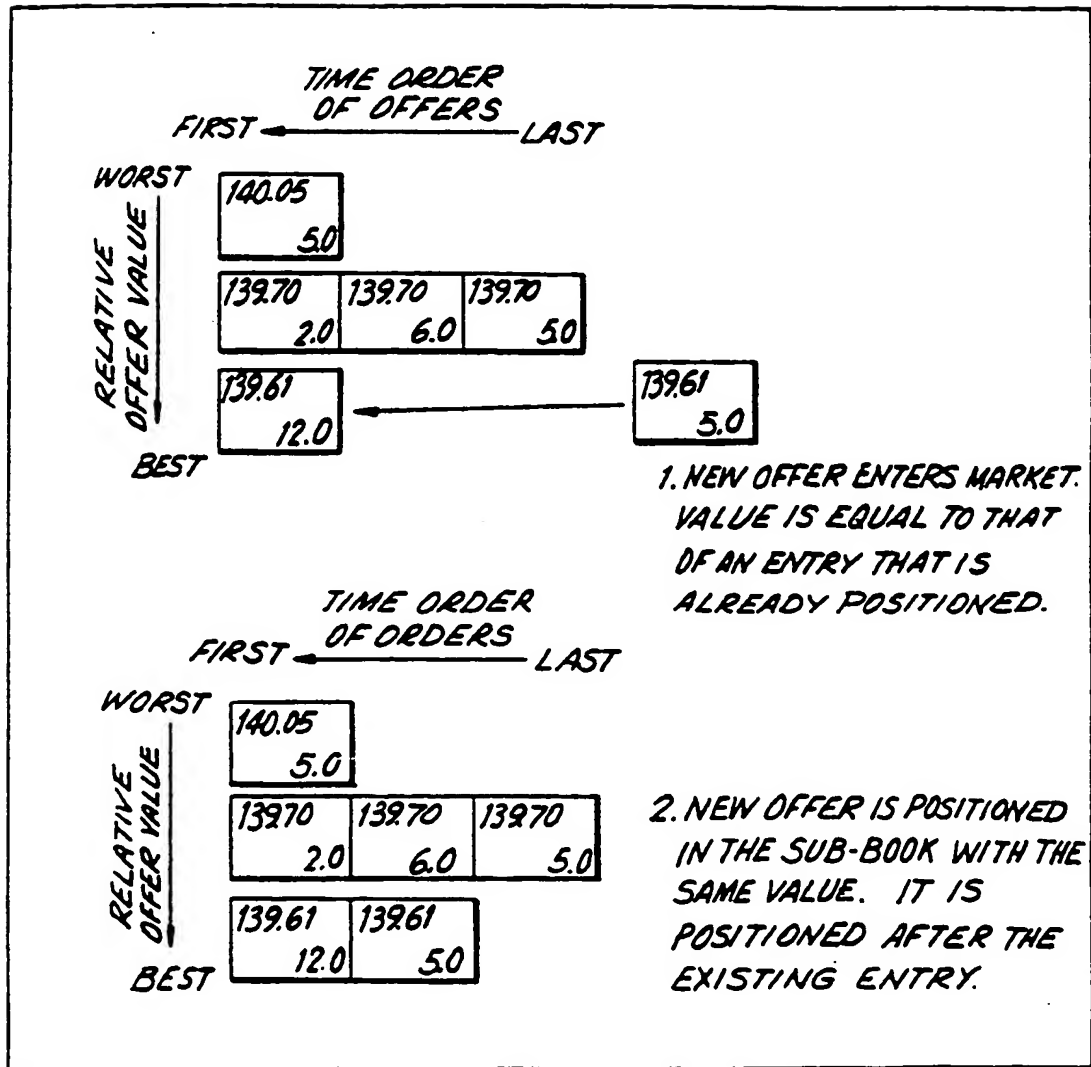 TIME ORDER
OF OFFERS
FIRST LAST
WORST
RELATIVE
OFFER VALUE
140.05
5.0
139.70 139.70 139.70
2.0 6.0 5.0
139.61 139.61
12.0 5.0
BEST
1. NEW OFFER ENTERS MARKET.
VALUE IS EQUAL TO THAT
OF AN ENTRY THAT IS
ALREADY POSITIONED.
TIME ORDER
OF ORDERS
FIRST LAST
WORST
RELATIVE
OFFER VALUE
140.05
5.0
139.70 139.70 139.70
2.0 6.0 5.0
139.61 139.61
12.0 5.0
BEST
2. NEW OFFER IS POSITIONED
IN THE SUB-BOOK WITH THE
SAME VALUE. IT IS
POSITIONED AFTER THE
EXISTING ENTRY.